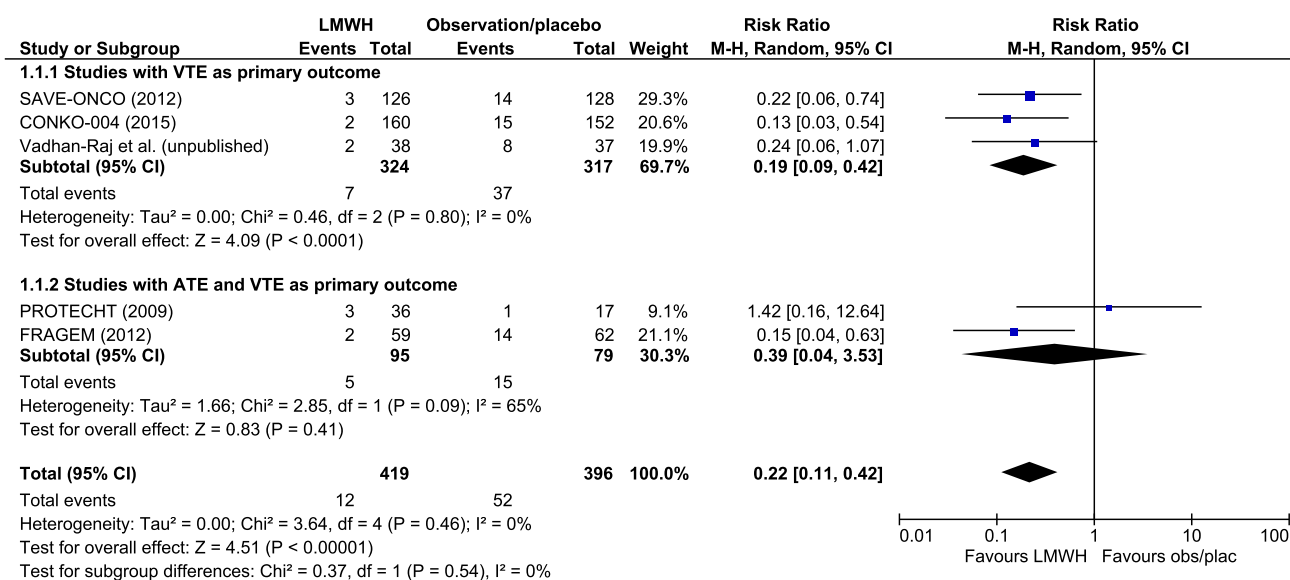 LMWH Observation/placebo Risk Ratio Risk Ratio
Study or Subgroup Events Total Events Total Weight M-H, Random, 95% CI M-H, Random, 95% CI
1.1.1 Studies with VTE as primary outcome
SAVE-ONCO (2012) 3 126 14 128 29.3% 0.22 [0.06, 0.74]
CONKO-004 (2015) 2 160 15 152 20.6% 0.13 [0.03, 0.54]
Vadhan-Raj et al. (unpublished) 2 38 8 37 19.9% 0.24 [0.06, 1.07]
Subtotal (95% CI) 324 317 69.7% 0.19 [0.09, 0.42]
Total events 7 37
Heterogeneity: Tau² = 0.00; Chi² = 0.46, df = 2 (P = 0.80); I² = 0%
Test for overall effect: Z = 4.09 (P < 0.0001)
1.1.2 Studies with ATE and VTE as primary outcome
PROTECHT (2009) 3 36 1 17 9.1% 1.42 [0.16, 12.64]
FRAGEM (2012) 2 59 14 62 21.1% 0.15 [0.04, 0.63]
Subtotal (95% CI) 95 79 30.3% 0.39 [0.04, 3.53]
Total events 5 15
Heterogeneity: Tau² = 1.66; Chi² = 2.85, df = 1 (P = 0.09); I² = 65%
Test for overall effect: Z = 0.83 (P = 0.41)
Total (95% CI) 419 396 100.0% 0.22 [0.11, 0.42]
Total events 12 52
Heterogeneity: Tau² = 0.00; Chi² = 3.64, df = 4 (P = 0.46); I² = 0%
Test for overall effect: Z = 4.51 (P < 0.00001)
Test for subgroup differences: Chi² = 0.37, df = 1 (P = 0.54), I² = 0%
0.01 0.1 1 10 100
Favours LMWH Favours obs/plac